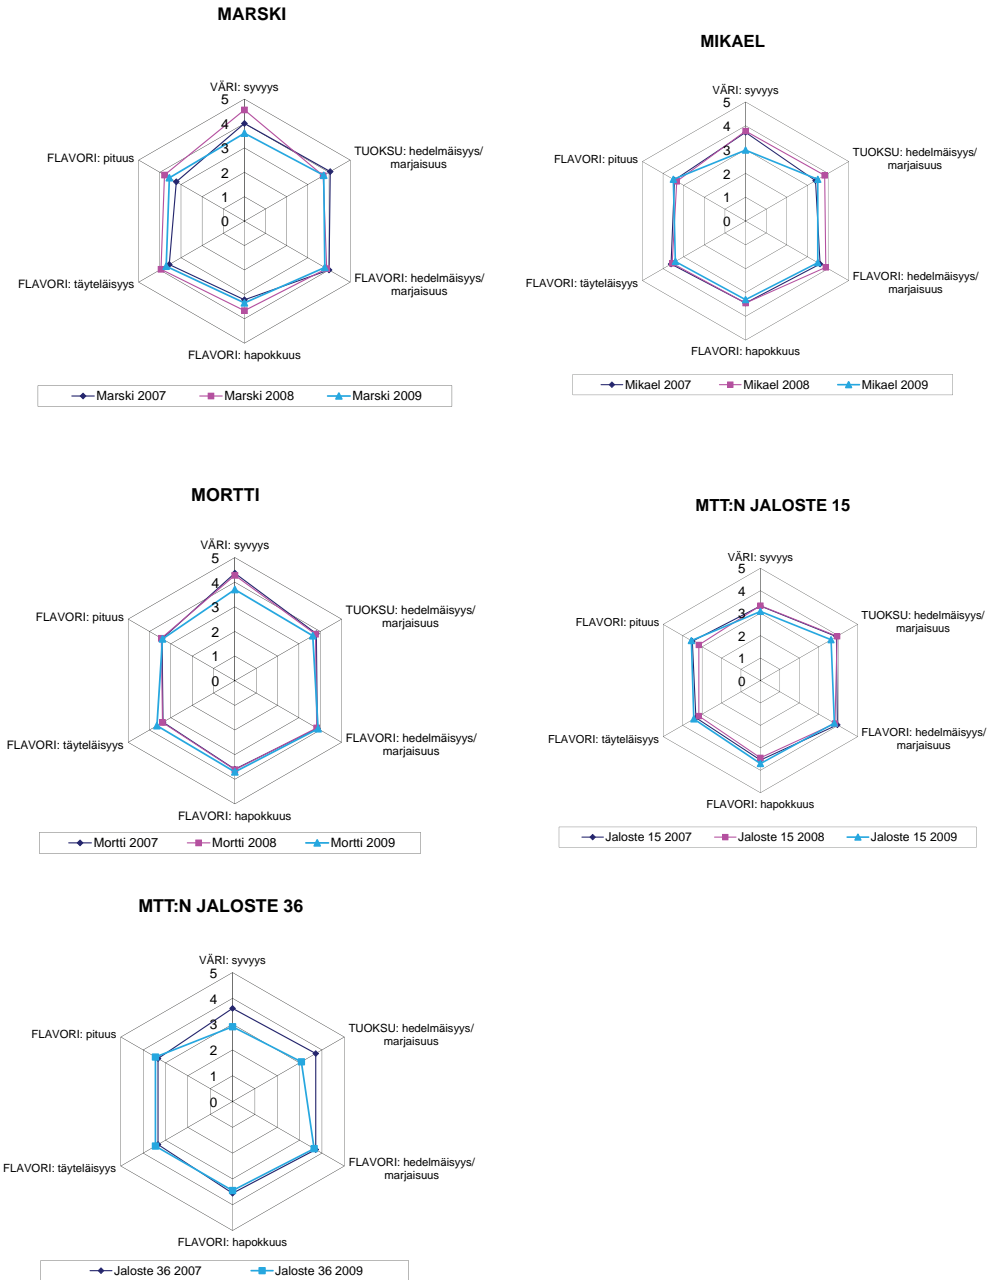 MARSKI
VÄRI: syvyys
5
4
3
2
1
0
TUOKSU: hedelmäisyys/
marjaisuus
FLAVORI: hedelmäisyys/
marjaisuus
FLAVORI: hapokkuus
FLAVORI: täyteläisyys
FLAVORI: pituus
Marski 2007 Marski 2008 Marski 2009
MIKAEL
VÄRI: syvyys
5
4
3
2
1
0
TUOKSU: hedelmäisyys/
marjaisuus
FLAVORI: hedelmäisyys/
marjaisuus
FLAVORI: hapokkuus
FLAVORI: täyteläisyys
FLAVORI: pituus
Mikael 2007 Mikael 2008 Mikael 2009
MORTTI
VÄRI: syvyys
5
4
3
2
1
0
TUOKSU: hedelmäisyys/
marjaisuus
FLAVORI: hedelmäisyys/
marjaisuus
FLAVORI: hapokkuus
FLAVORI: täyteläisyys
FLAVORI: pituus
Mortti 2007 Mortti 2008 Mortti 2009
MTT:N JALOSTE 15
VÄRI: syvyys
5
4
3
2
1
0
TUOKSU: hedelmäisyys/
marjaisuus
FLAVORI: hedelmäisyys/
marjaisuus
FLAVORI: hapokkuus
FLAVORI: täyteläisyys
FLAVORI: pituus
Jaloste 15 2007 Jaloste 15 2008 Jaloste 15 2009
MTT:N JALOSTE 36
VÄRI: syvyys
5
4
3
2
1
0
TUOKSU: hedelmäisyys/
marjaisuus
FLAVORI: hedelmäisyys/
marjaisuus
FLAVORI: hapokkuus
FLAVORI: täyteläisyys
FLAVORI: pituus
Jaloste 36 2007 Jaloste 36 2009